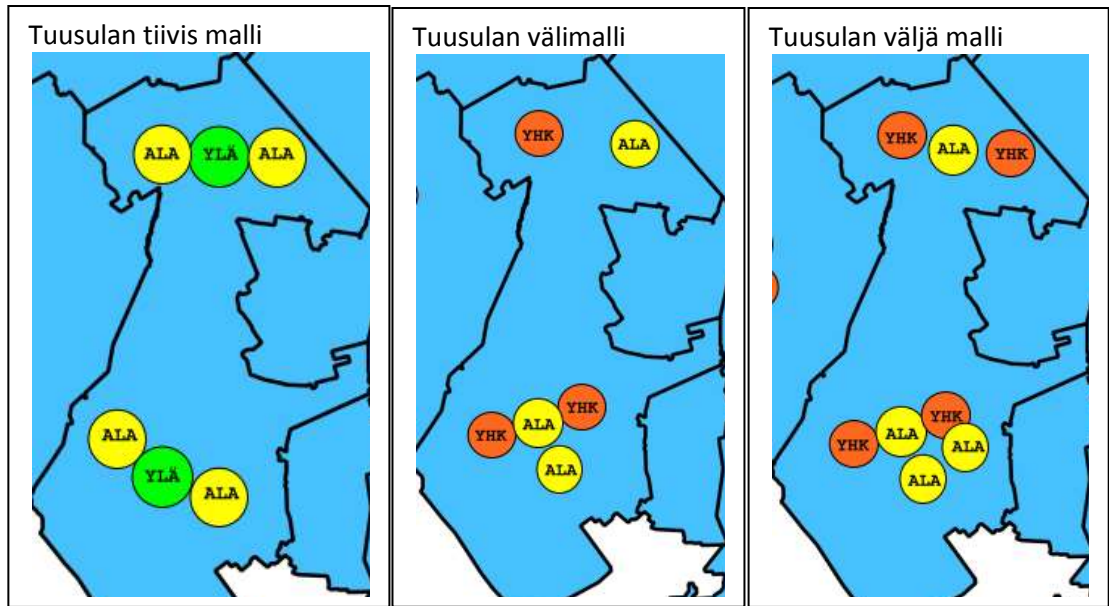 Tuusulan tiivis malli
ALA YLÄ ALA
ALA
YLÄ
ALA
Tuusulan välimalli
YHK
ALA
YHK
ALA
YHK
ALA
Tuusulan väljä malli
YHK
ALA
YHK
YHK
ALA
YHK
ALA
ALA